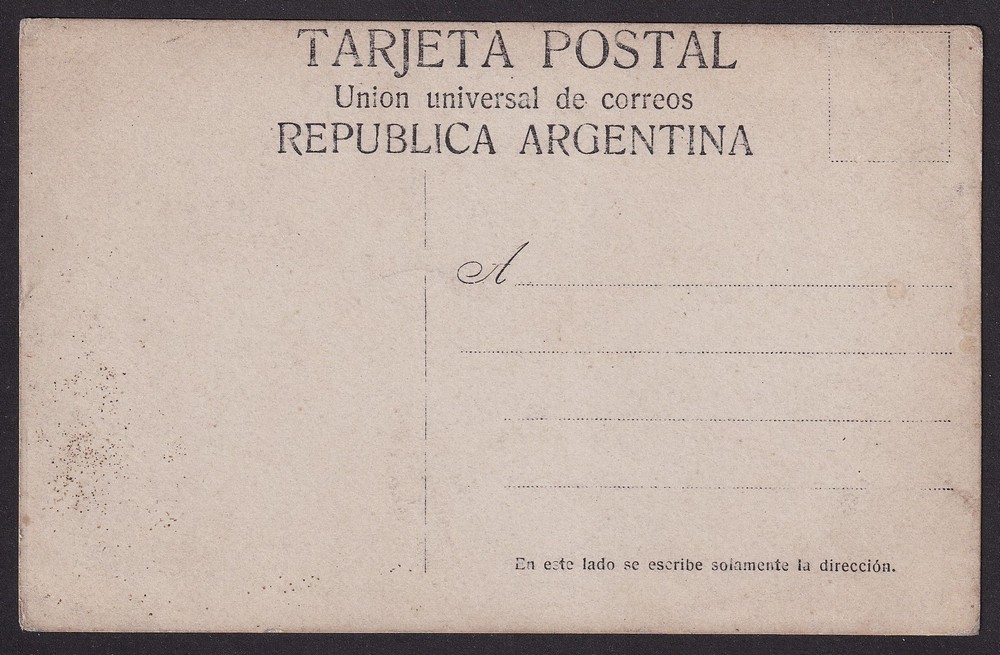 TARJETA POSTAL
Union universal de correos
REPUBLICA ARGENTINA
A
En este lado se escribe solamente la dirección.